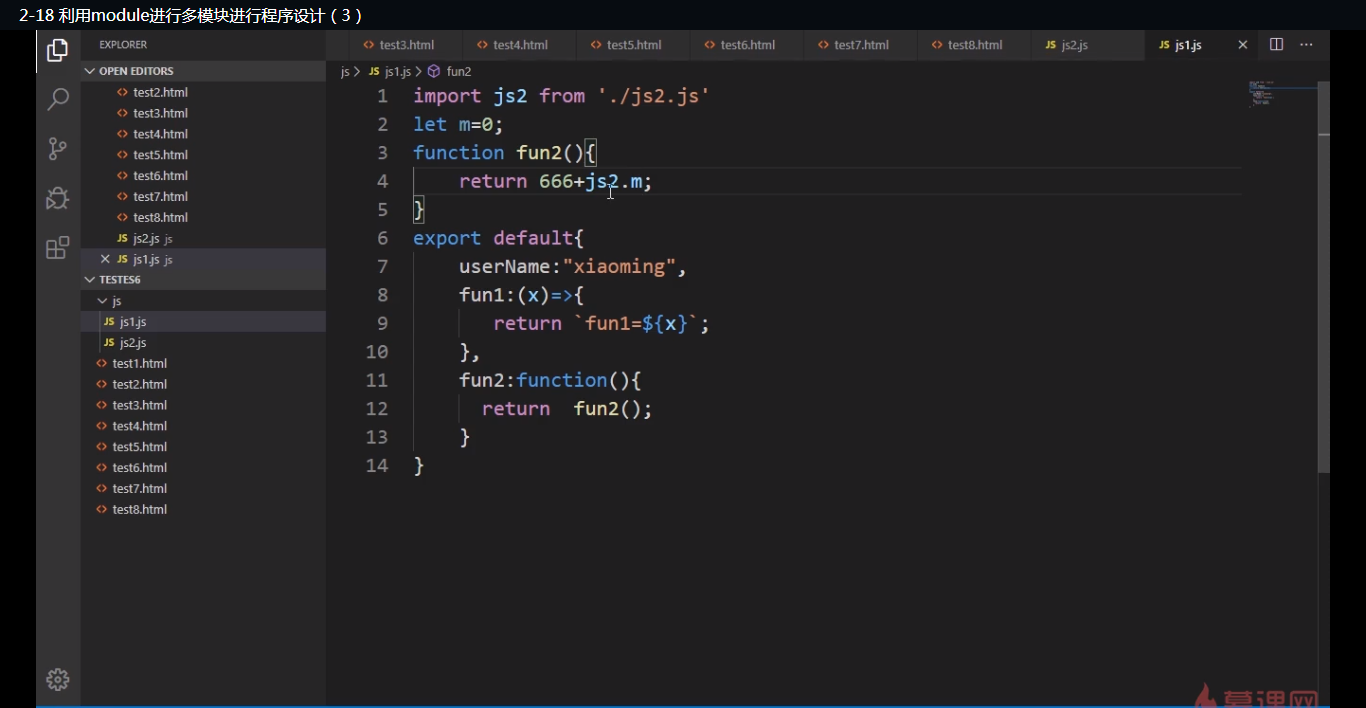 2-18 利用module进行多模块进行程序设计（3）
EXPLORER
test3.html test4.html test5.html test6.html test7.html test8.html JS js2.js JS js1.js
OPEN EDITORS
test2.html
test3.html
test4.html
test5.html
test6.html
test7.html
test8.html
JS js2.js js
JS js1.js js
TESTES6
js
JS js1.js
JS js2.js
test1.html
test2.html
test3.html
test4.html
test5.html
test6.html
test7.html
test8.html
js > JS js1.js > fun2
1 import js2 from './js2.js'
2 let m=0;
3 function fun2(){
4 return 666+js2.m;
5 }
6 export default{
7 userName:"xiaoming",
8 fun1:(x)=>{
9 return `fun1=${x}`;
10 },
11 fun2:function(){
12 return fun2();
13 }
14 }
慕课网